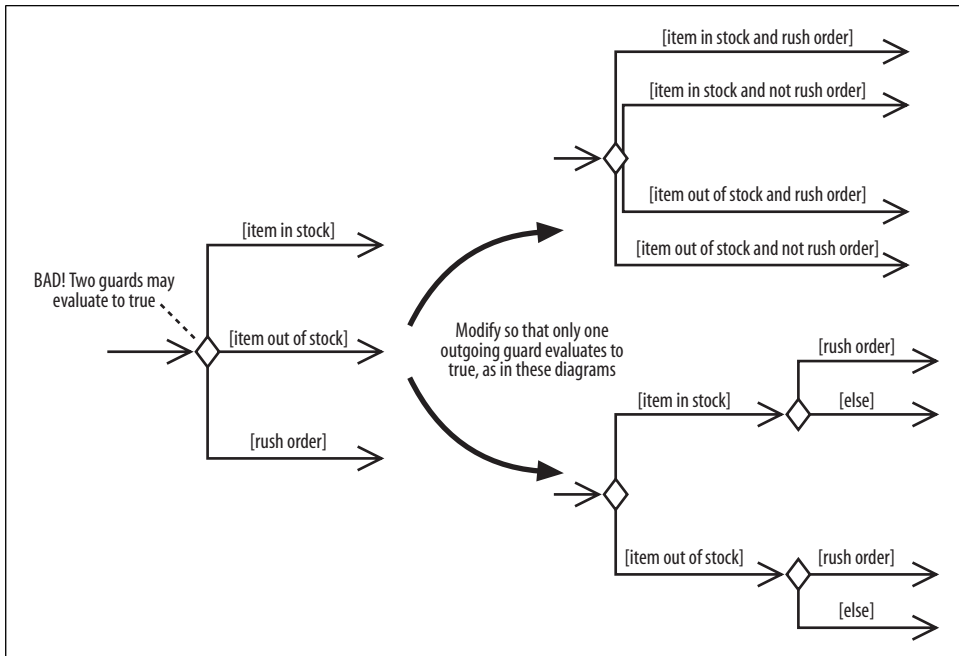 [item in stock]
BAD! Two guards may
evaluate to true
[item out of stock]
[rush order]
Modify so that only one
outgoing guard evaluates to
true, as in these diagrams
[item in stock and rush order]
[item in stock and not rush order]
[item out of stock and rush order]
[item out of stock and not rush order]
[item in stock]
[rush order]
[else]
[item out of stock]
[rush order]
[else]